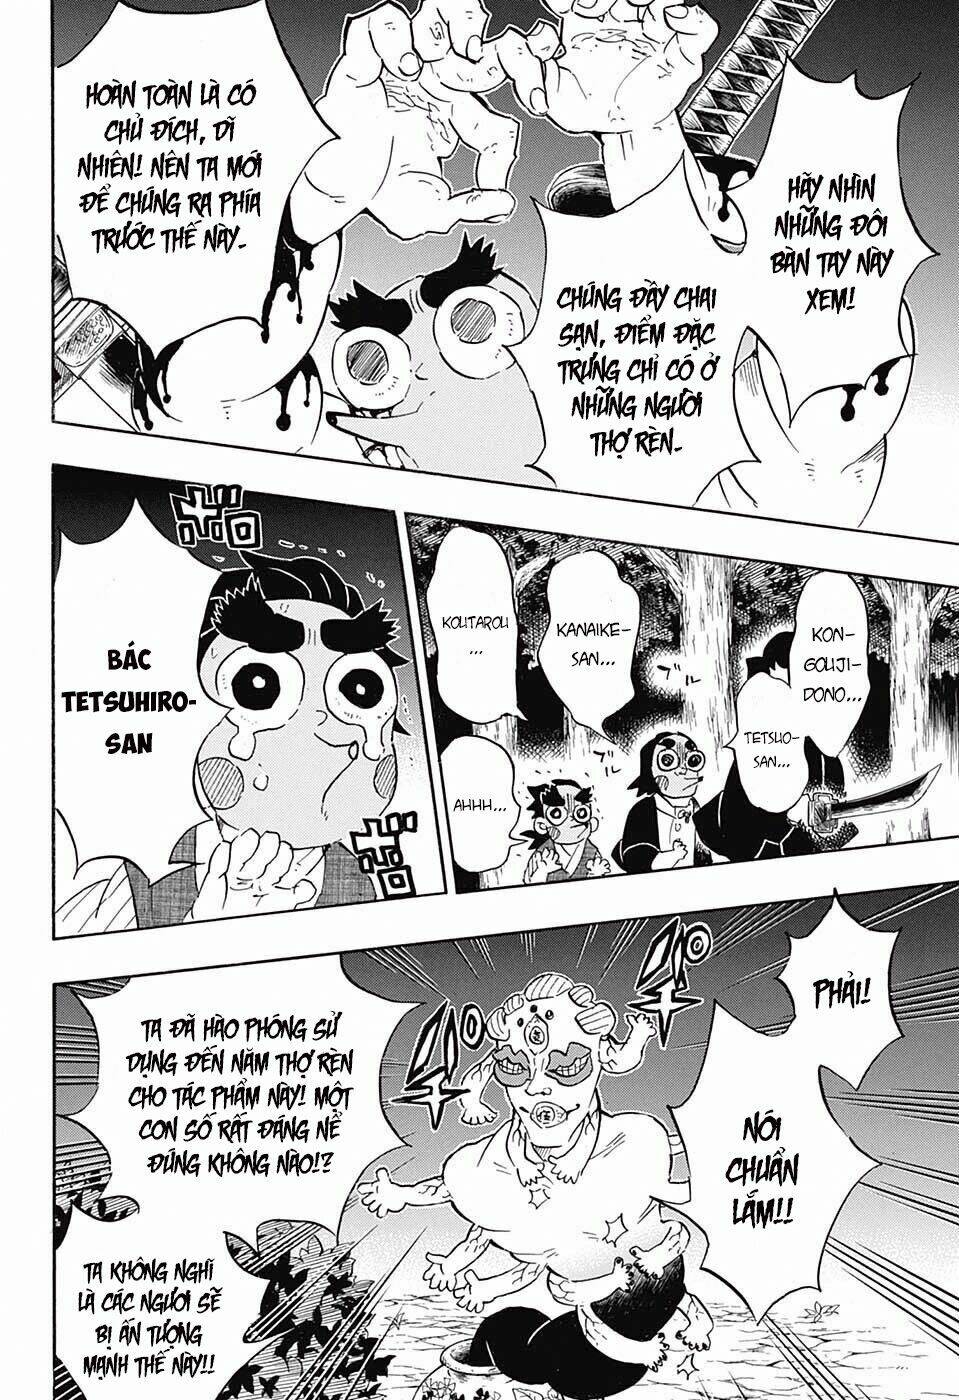 HÃY NHÌN
NHỮNG ĐÔI
BÀN TAY NÀY
XEM!
CHÚNG ĐẦY CHAI
SẠN, ĐIỂM ĐẶC
TRƯNG CHỈ CÓ Ở
NHỮNG NGƯỜI
THỢ RÈN..
HOÀN TOÀN LÀ CÓ
CHỦ ĐÍCH, DĨ
NHIÊN! NÊN TA MỚI
ĐỂ CHÚNG RA PHÍA
TRƯỚC THẾ NÀY..
KON-
GOUJI-
DONO...
TETSUO-
SAN...
KANAIKE-
SAN...
KOUTAROU
...
AHHH...
BÁC
TETSUHIRO-
SAN
PHẢI!
NÓI
CHUẨN
LẮM!!
TA ĐÃ HÀO PHÓNG SỬ
DỤNG ĐẾN NĂM THỢ RÈN
CHO TÁC PHẨM NÀY! MỘT
CON SỐ RẤT ĐÁNG NỂ
ĐÚNG KHÔNG NÀO!?
TA KHÔNG NGHĨ
LÀ CÁC NGƯƠI SẼ
BỊ ẤN TƯỢNG
MẠNH THẾ NÀY!!